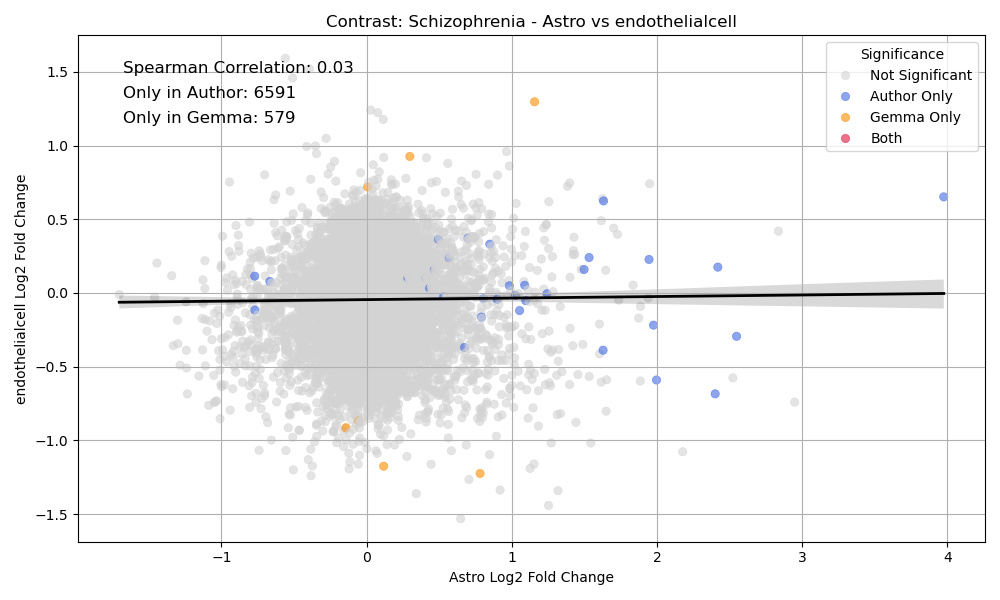 Contrast: Schizophrenia - Astro vs endothelialcell
Spearman Correlation: 0.03
Only in Author: 6591
Only in Gemma: 579
Significance
Not Significant
Author Only
Gemma Only
Both
endothelialcell Log2 Fold Change
1.5
1.0
0.5
0.0
−0.5
−1.0
−1.5
−1
0
1
2
3
4
Astro Log2 Fold Change